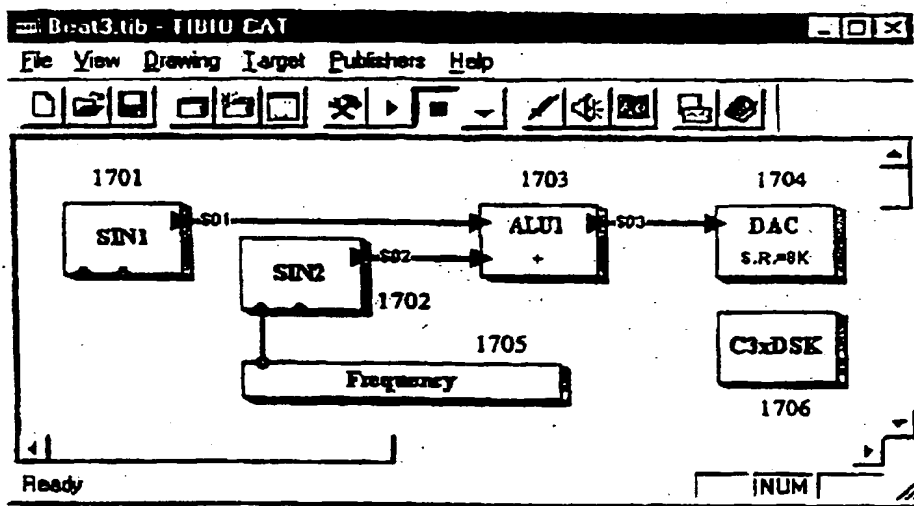 Beat3.tib - TIBIO CAT
File View Drawing Target Publishers Help
1701 1703 1704
SIN1 S01 ALU1 S03 DAC
SIN2 S02 + S.R.=8K
1702
1705 C3xDSK
Frequency
1706
Ready NUM